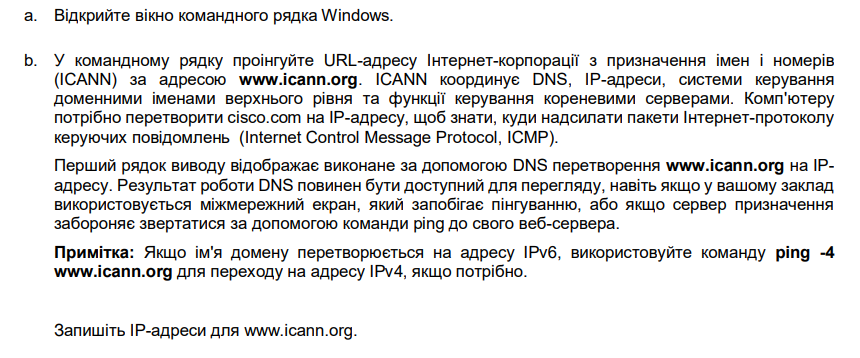 a. Відкрийте вікно командного рядка Windows.
b. У командному рядку проінгуйте URL-адресу Інтернет-корпорації з призначення імен і номерів
(ICANN) за адресою www.icann.org. ICANN координує DNS, IP-адреси, системи керування
доменними іменами верхнього рівня та функції керування кореневими серверами. Комп'ютеру
потрібно перетворити cisco.com на IP-адресу, щоб знати, куди надсилати пакети Інтернет-протоколу
керуючих повідомлень (Internet Control Message Protocol, ICMP).
Перший рядок виводу відображає виконане за допомогою DNS перетворення www.icann.org на IP-
адресу. Результат роботи DNS повинен бути доступний для перегляду, навіть якщо у вашому заклад
використовується міжмережний екран, який запобігає пінгуванню, або якщо сервер призначення
забороняє звертатися за допомогою команди ping до свого веб-сервера.
Примітка: Якщо ім'я домену перетворюється на адресу IPv6, використовуйте команду ping -4
www.icann.org для переходу на адресу IPv4, якщо потрібно.
Запишіть IP-адреси для www.icann.org.